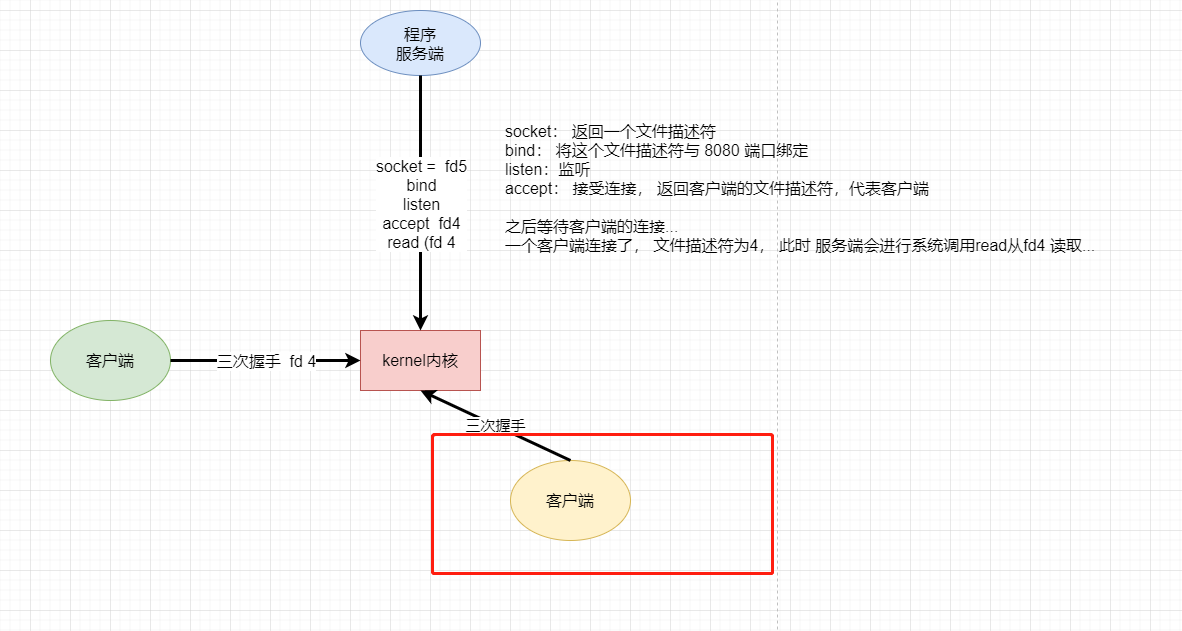 程序
服务端
socket： 返回一个文件描述符
bind： 将这个文件描述符与 8080 端口绑定
listen：监听
accept： 接受连接， 返回客户端的文件描述符，代表客户端
之后等待客户端的连接...
一个客户端连接了， 文件描述符为4， 此时 服务端会进行系统调用read从fd4 读取...
socket = fd5
bind
listen
accept fd4
read (fd 4
客户端
三次握手 fd 4
kernel内核
三次握手
客户端